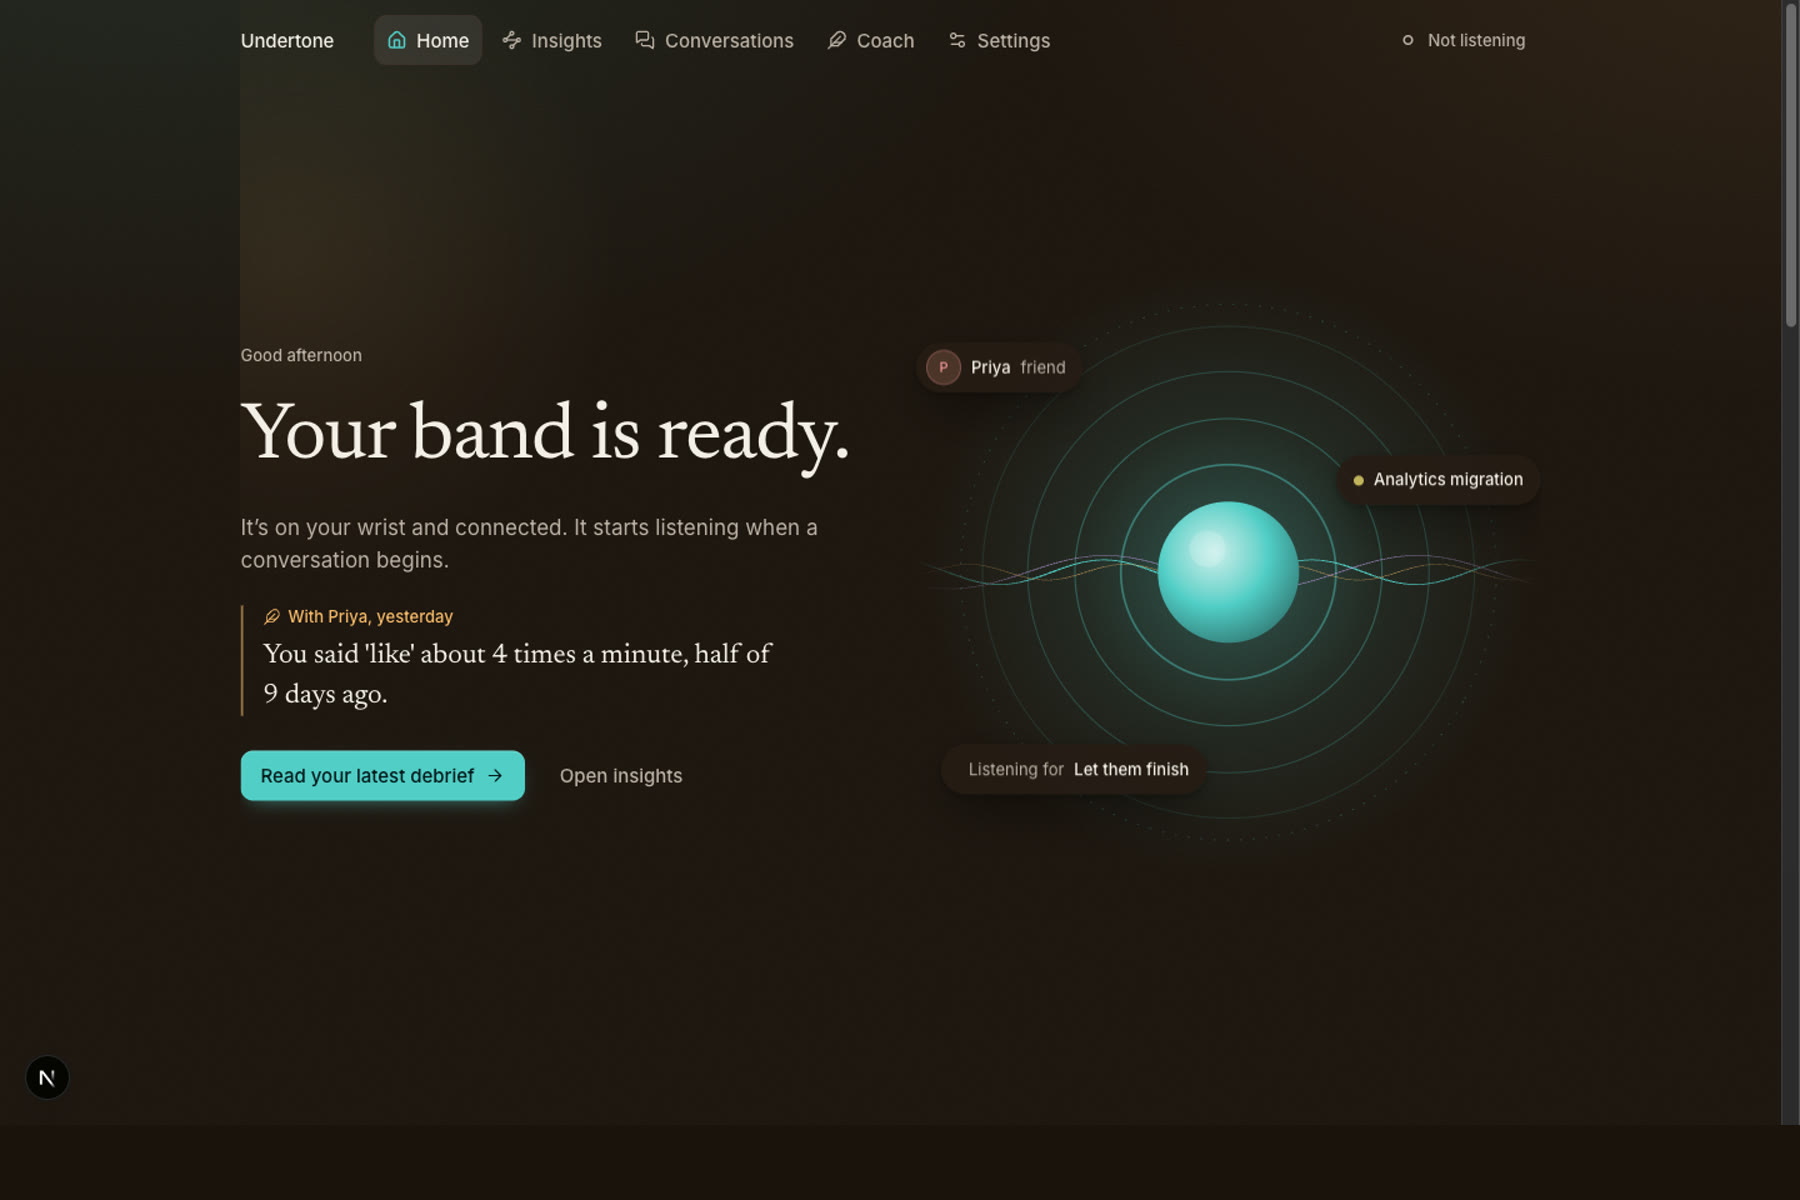 Undertone
Home
Insights
Conversations
Coach
Settings
Not listening
Good afternoon
Your band is ready.
It’s on your wrist and connected. It starts listening when a
conversation begins.
With Priya, yesterday
You said 'like' about 4 times a minute, half of
9 days ago.
Read your latest debrief →
Open insights
P Priya friend
Analytics migration
Listening for Let them finish
N